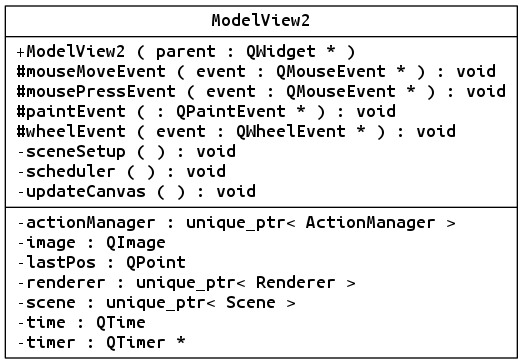 ModelView2
+ModelView2 ( parent : QWidget * )
#mouseMoveEvent ( event : QMouseEvent * ) : void
#mousePressEvent ( event : QMouseEvent * ) : void
#paintEvent ( : QPaintEvent * ) : void
#wheelEvent ( event : QWheelEvent * ) : void
-sceneSetup ( ) : void
-scheduler ( ) : void
-updateCanvas ( ) : void
-actionManager : unique_ptr< ActionManager >
-image : QImage
-lastPos : QPoint
-renderer : unique_ptr< Renderer >
-scene : unique_ptr< Scene >
-time : QTime
-timer : QTimer *